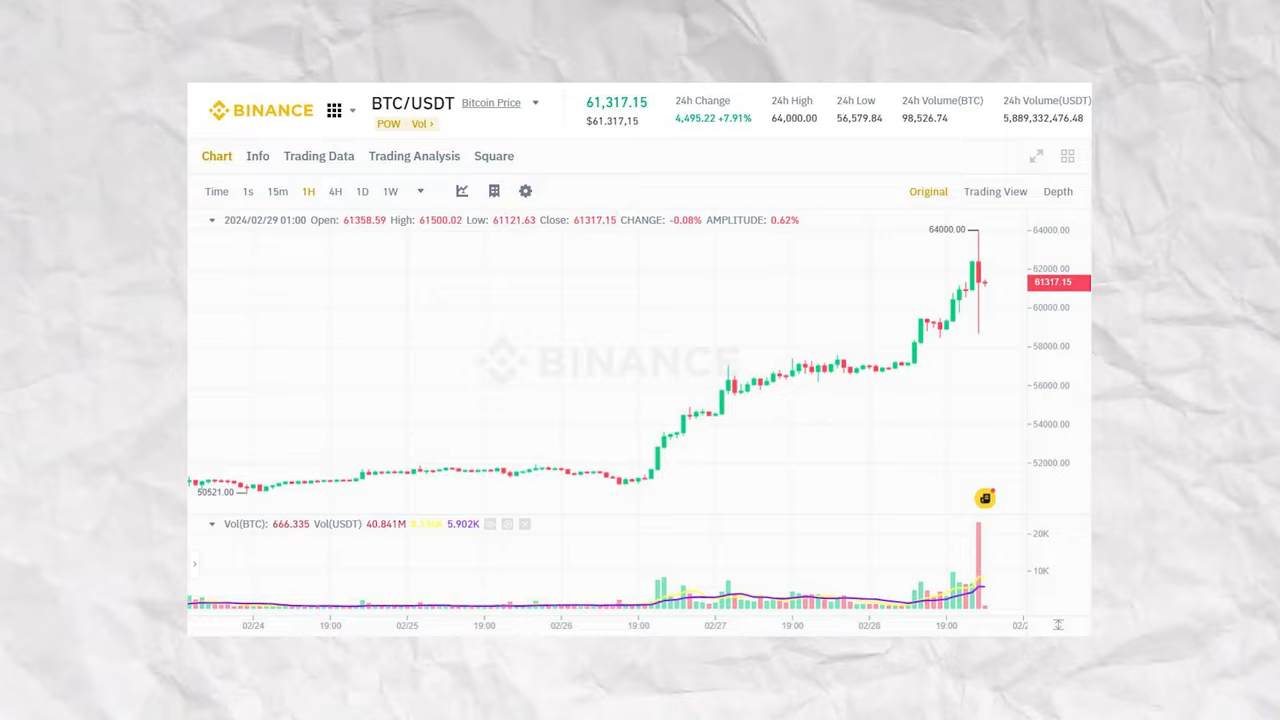 BINANCE BTC/USDT Bitcoin Price 61,317.15 24h Change 24h High 24h Low 24h Volume(BTC) 24h Volume(USDT)
POW Vol $61.317,15 4,495.22 +7.91% 64,000.00 56,579.84 98,526.74 5,889,332,476.48
Chart Info Trading Data Trading Analysis Square
Time 1s 15m 1H 4H 1D 1W Original Trading View Depth
2024/02/29 01:00 Open: 61358.59 High: 61500.02 Low: 61121.63 Close: 61317.15 CHANGE: -0.08% AMPLITUDE: 0.62%
64000.00 64000.00
62000.00
61317.15
60000.00
58000.00
BINANCE
56000.00
54000.00
52000.00
50521.00
Vol(BTC): 666.335 Vol(USDT) 40.841M 5.902K
20K
10K
02/24 19:00 02/25 19:00 02/26 19:00 02/27 19:00 02/28 19:00 02/2